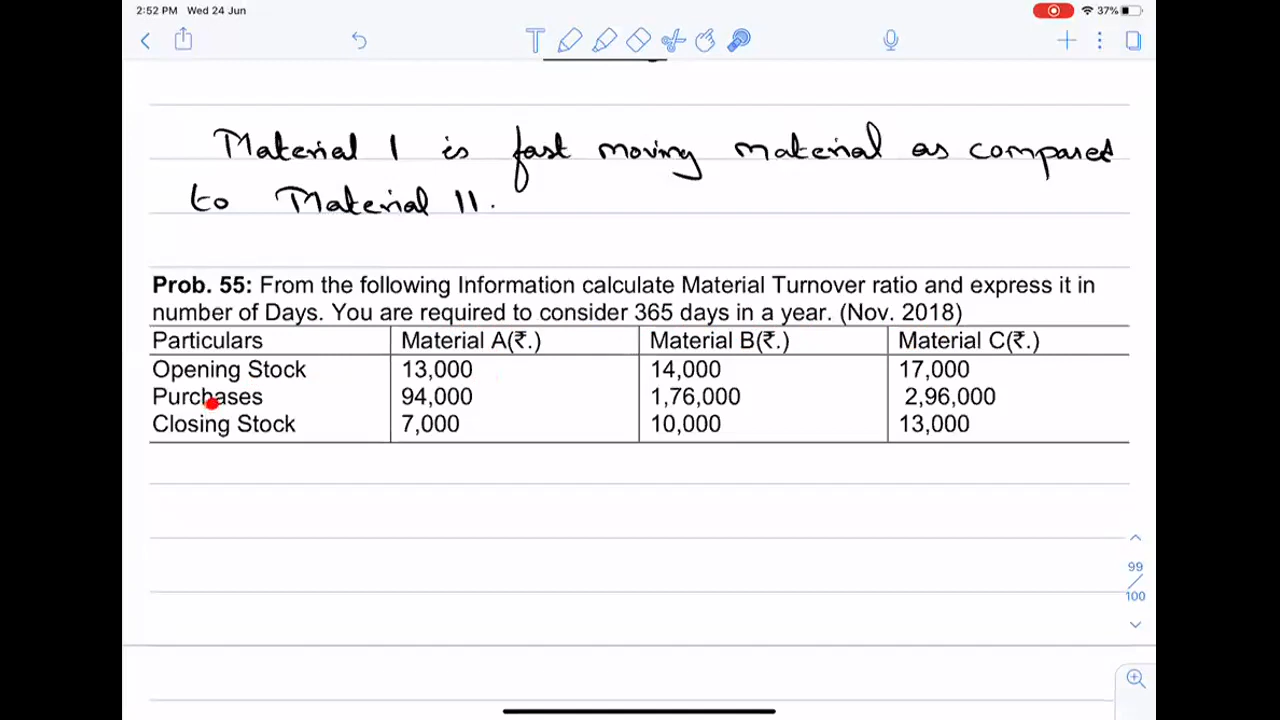 2:52 PM Wed 24 Jun
37%
T
Material I is fast moving material as compared
to Material II.
Prob. 55: From the following Information calculate Material Turnover ratio and express it in
number of Days. You are required to consider 365 days in a year. (Nov. 2018)
Particulars Material A(₹.) Material B(₹.) Material C(₹.)
Opening Stock 13,000 14,000 17,000
Purchases 94,000 1,76,000 2,96,000
Closing Stock 7,000 10,000 13,000
99
100